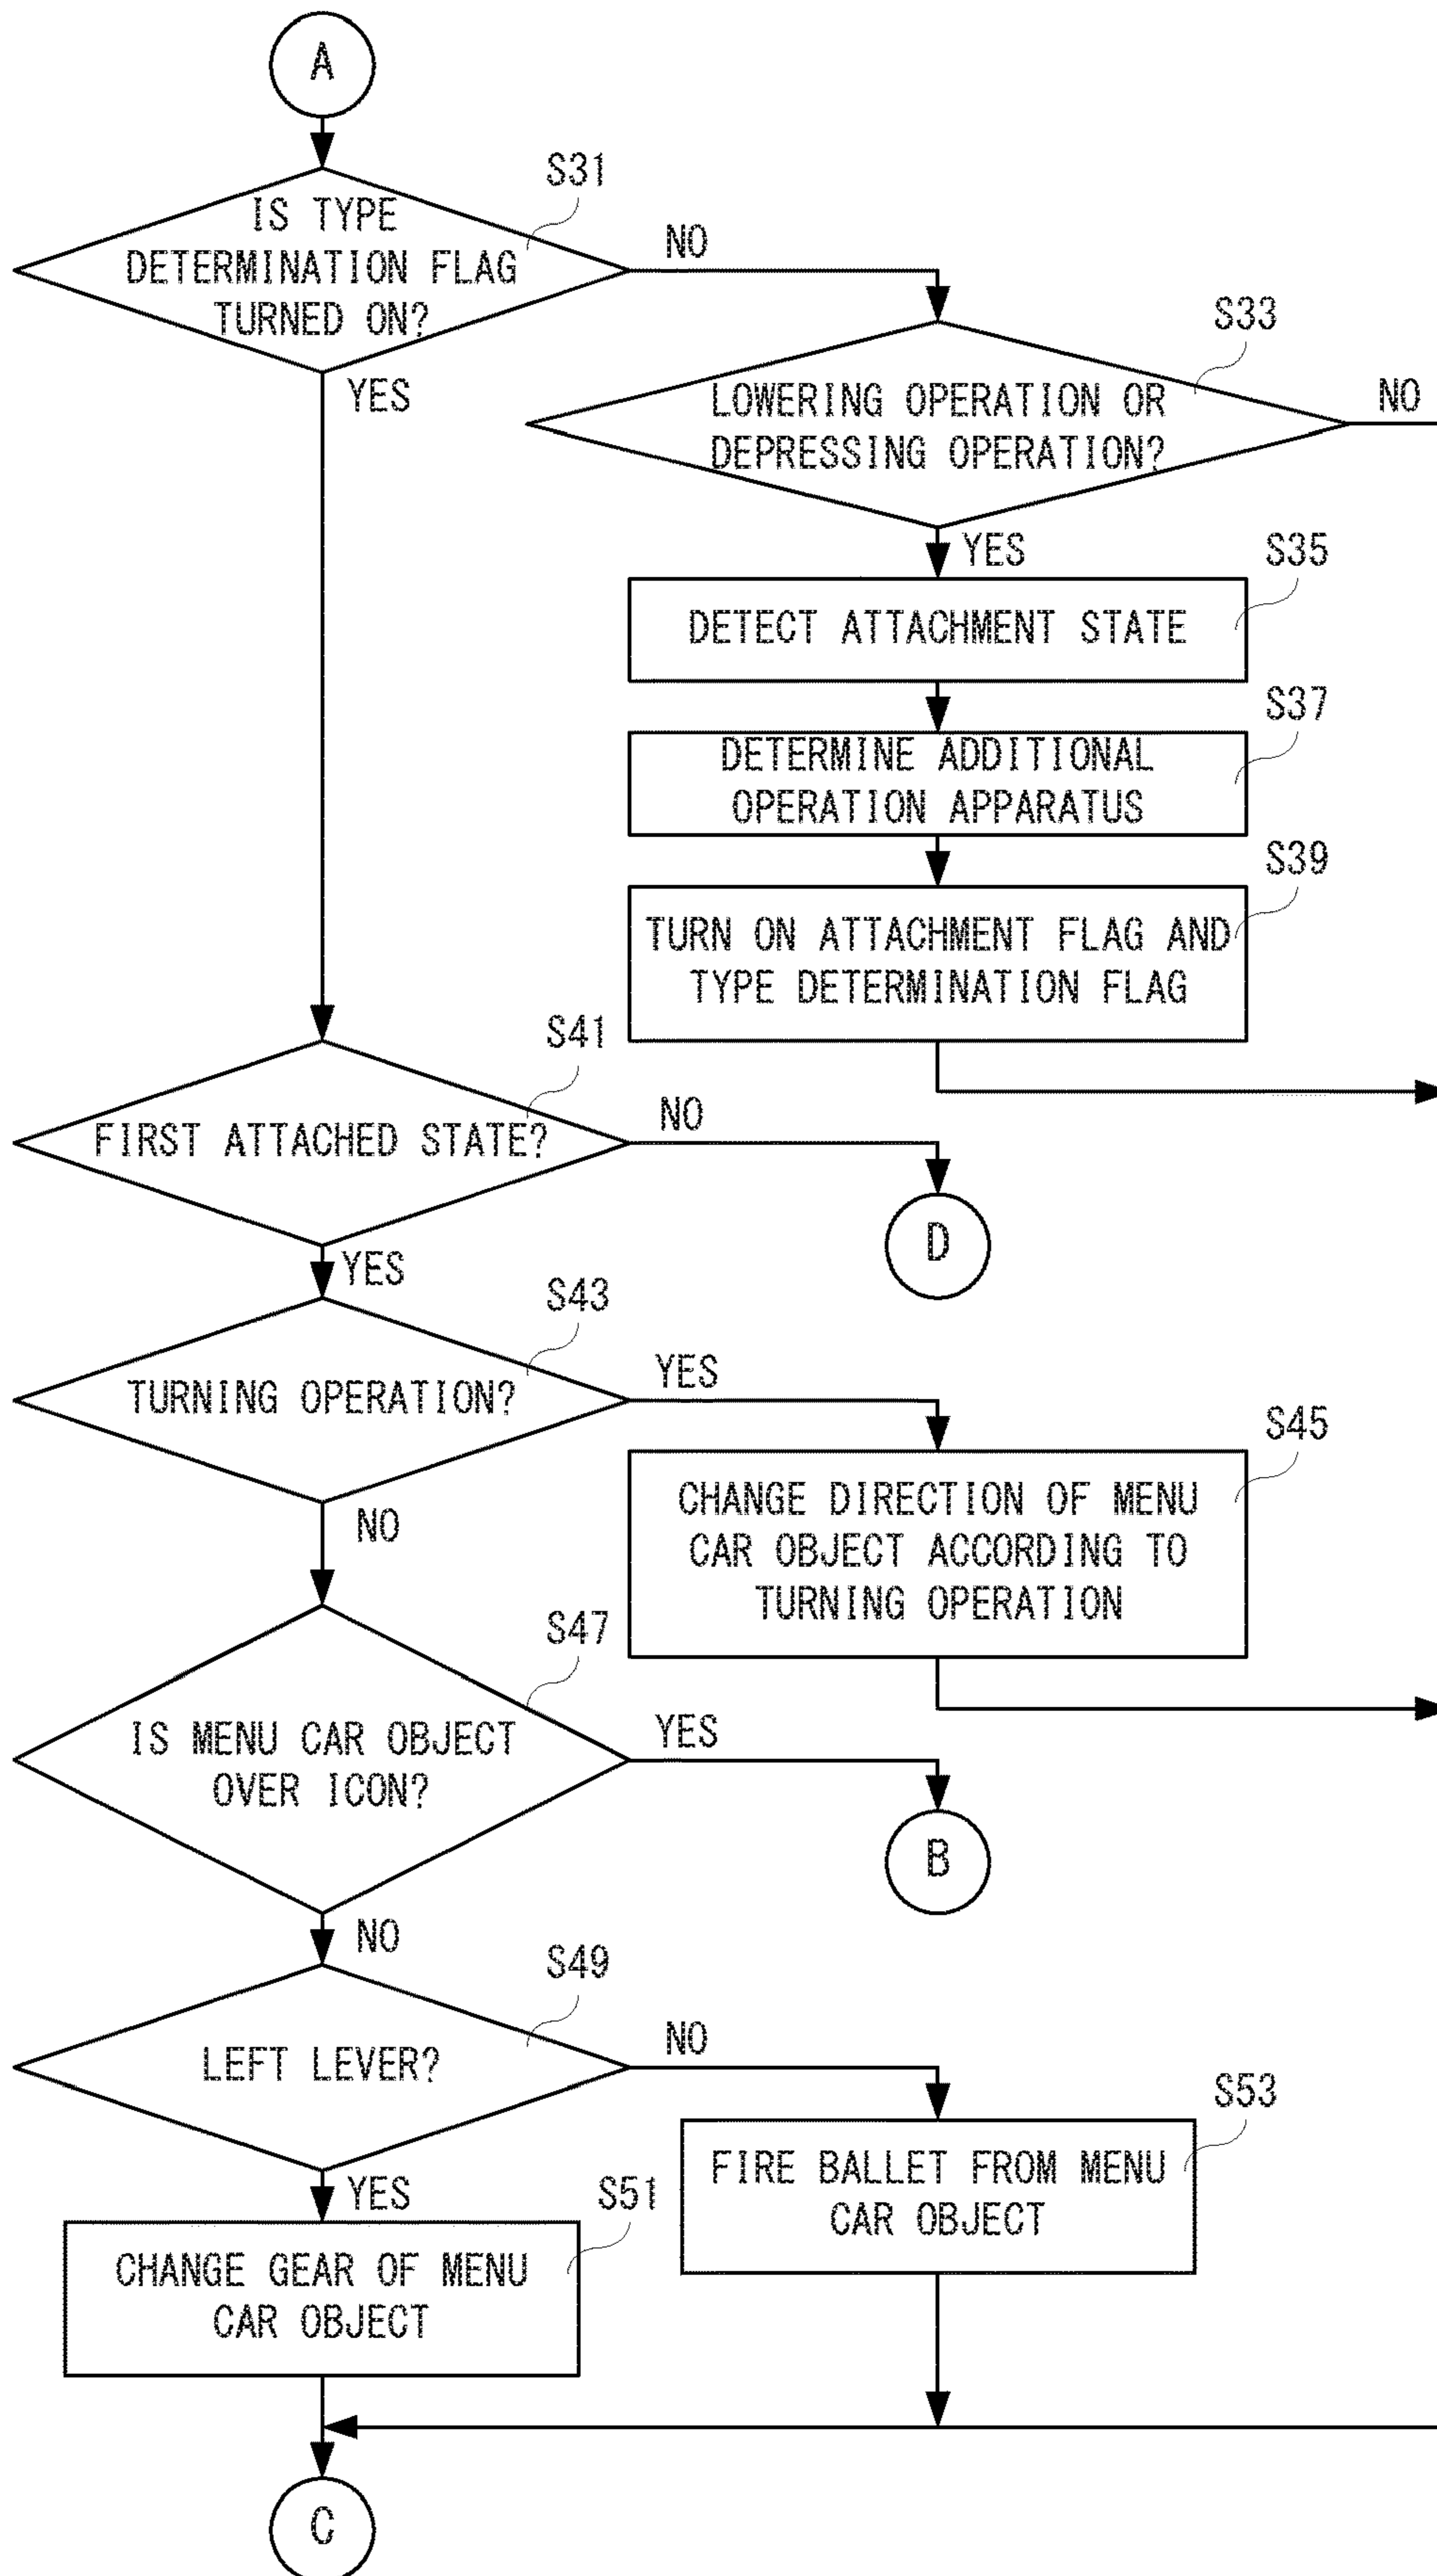 A
S31
IS TYPE
DETERMINATION FLAG
TURNED ON?
NO
YES
S33
LOWERING OPERATION OR
DEPRESSING OPERATION?
NO
YES
S35
DETECT ATTACHMENT STATE
S37
DETERMINE ADDITIONAL
OPERATION APPARATUS
S39
TURN ON ATTACHMENT FLAG AND
TYPE DETERMINATION FLAG
S41
FIRST ATTACHED STATE?
NO
D
YES
S43
TURNING OPERATION?
YES
S45
CHANGE DIRECTION OF MENU
CAR OBJECT ACCORDING TO
TURNING OPERATION
NO
S47
IS MENU CAR OBJECT
OVER ICON?
YES
B
NO
S49
LEFT LEVER?
NO
S53
FIRE BALLET FROM MENU
CAR OBJECT
YES
S51
CHANGE GEAR OF MENU
CAR OBJECT
C